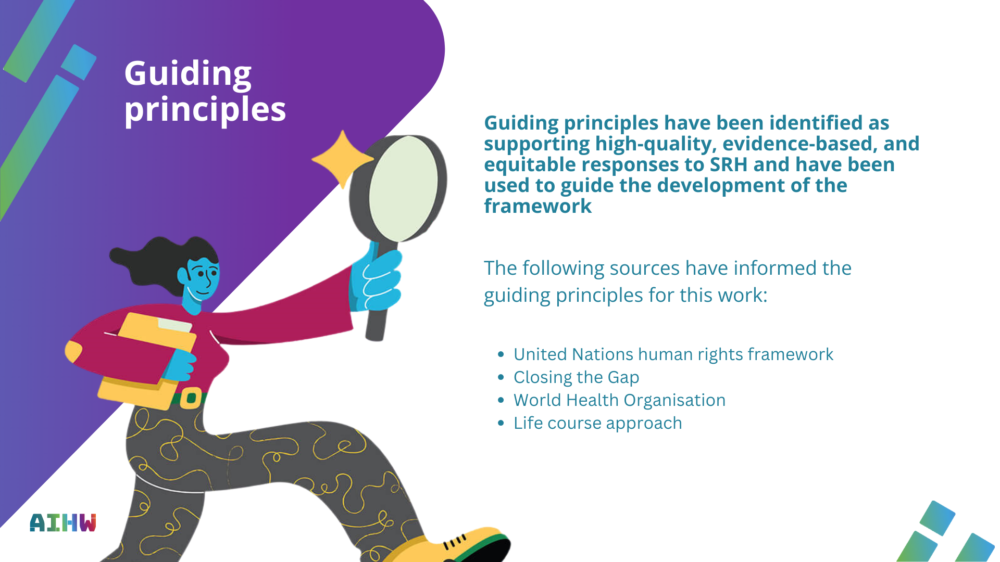 Guiding
principles
Guiding principles have been identified as
supporting high-quality, evidence-based, and
equitable responses to SRH and have been
used to guide the development of the
framework
The following sources have informed the
guiding principles for this work:
• United Nations human rights framework
• Closing the Gap
• World Health Organisation
• Life course approach
AIHW